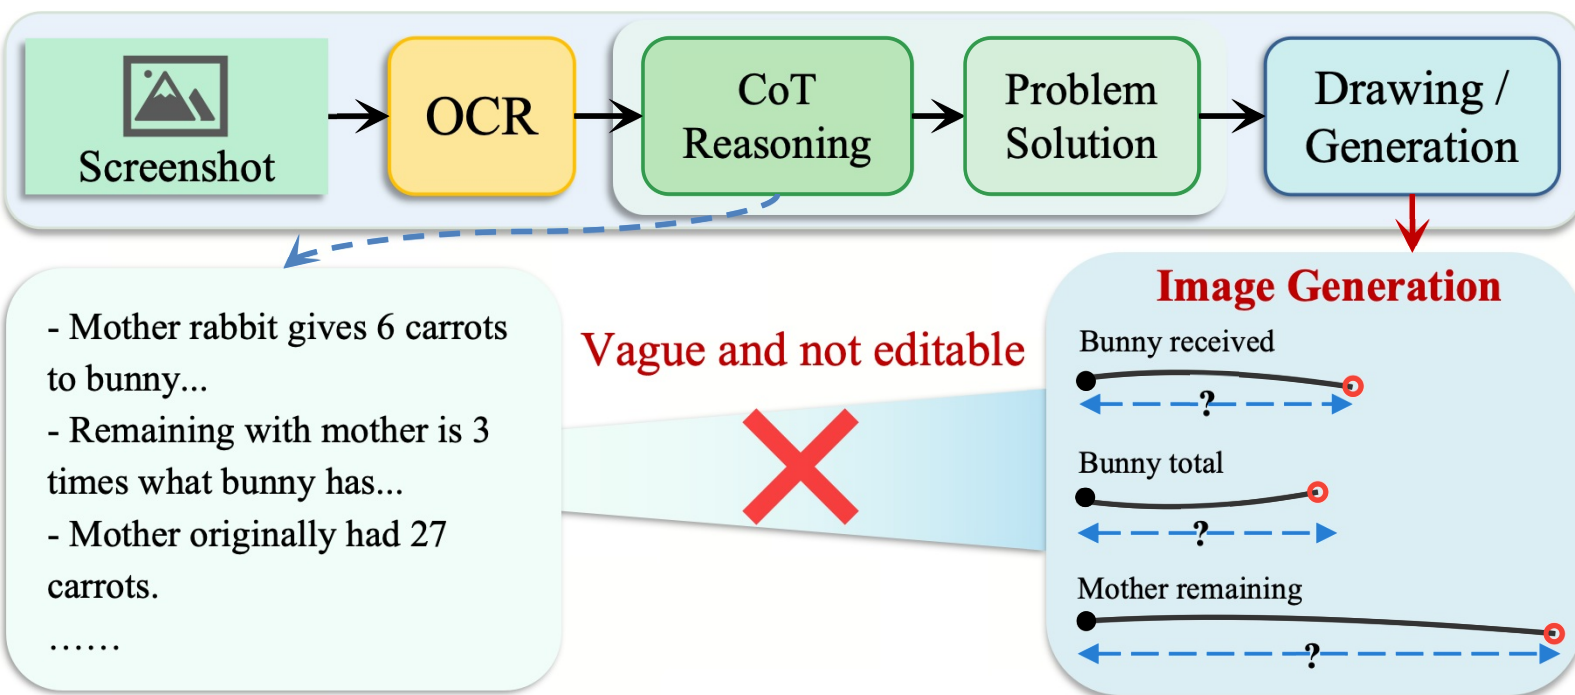 Screenshot
OCR
CoT
Reasoning
Problem
Solution
Drawing /
Generation
- Mother rabbit gives 6 carrots
to bunny...
- Remaining with mother is 3
times what bunny has...
- Mother originally had 27
carrots.
......
Vague and not editable
Image Generation
Bunny received
?
Bunny total
?
Mother remaining
?